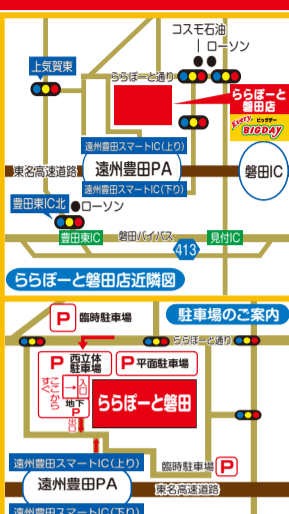 コスモ石油
ローソン
上気賀東
ららぽーと通り
ららぽーと
磐田店
Every ビッグデー
BIGDAY
遠州豊田スマートIC(上り)
東名高速道路
遠州豊田PA
磐田IC
遠州豊田スマートIC(下り)
豊田東IC北
ローソン
豊田東IC
磐田バイパス
見付IC
413
ららぽーと磐田店近隣図
P 臨時駐車場
駐車場のご案内
ららぽーと通り
P 西立体
駐車場
P 平面駐車場
ここから
すぐ
→
入口
地下
P
出口
ららぽーと磐田
遠州豊田スマートIC(上り)
臨時駐車場 P
遠州豊田PA
東名高速道路
遠州豊田スマートIC(下り)